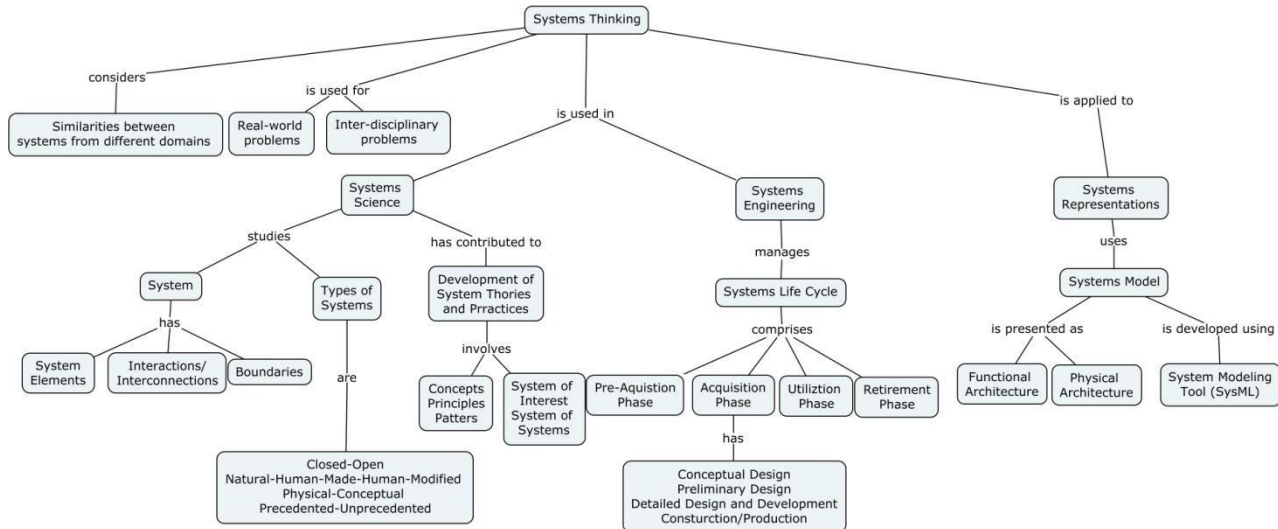 Systems Thinking
considers
is used for
is used in
is applied to
Similarities between
systems from different domains
Real-world
problems
Inter-disciplinary
problems
Systems
Science
Systems
Engineering
Systems
Representations
studies
has contributed to
manages
uses
System
Types of
Systems
Development of
System Thories
and Prractices
Systems Life Cycle
Systems Model
has
are
involves
comprises
is presented as
is developed using
System
Elements
Interactions/
Interconnections
Boundaries
Concepts
Principles
Patters
System of
Interest
System of
Systems
Pre-Aquistion
Phase
Acquisition
Phase
Utiliztion
Phase
Retirement
Phase
Functional
Architecture
Physical
Architecture
System Modeling
Tool (SysML)
has
Closed-Open
Natural-Human-Made-Human-Modified
Physical-Conceptual
Precedented-Unprecedented
Conceptual Design
Preliminary Design
Detailed Design and Development
Consturction/Production